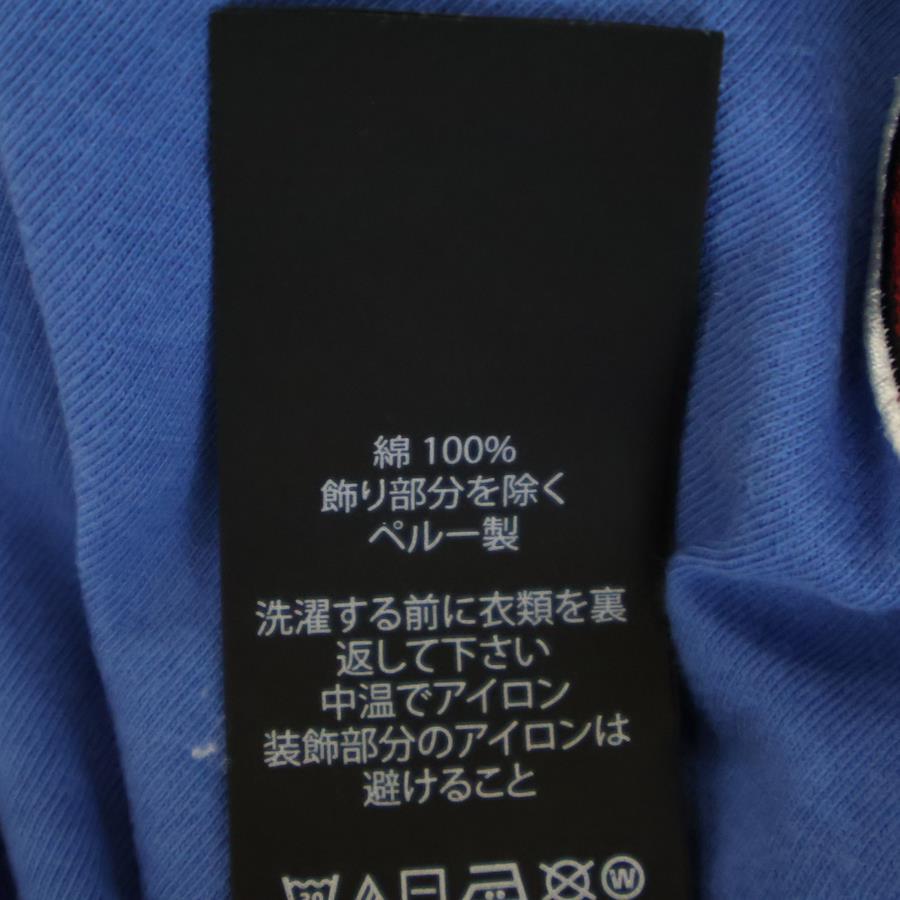 綿 100%
飾り部分を除く
ペルー製
洗濯する前に衣類を裏
返して下さい
中温でアイロン
装飾部分のアイロンは
避けること
30
W